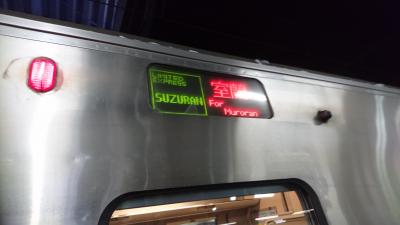 LIMITED
EXPRESS
SUZURAN
室蘭
For
Muroran